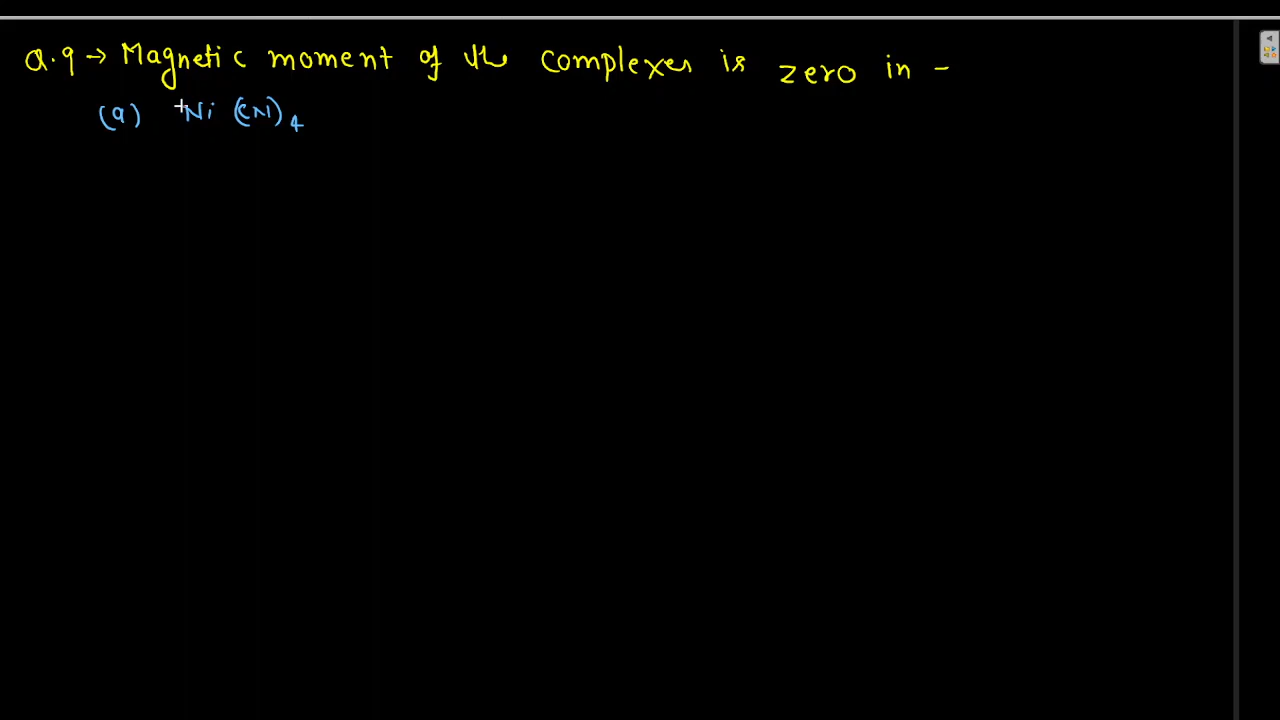 Q.9 → Magnetic moment of the complexes is zero in -
(a) Ni (CN)4